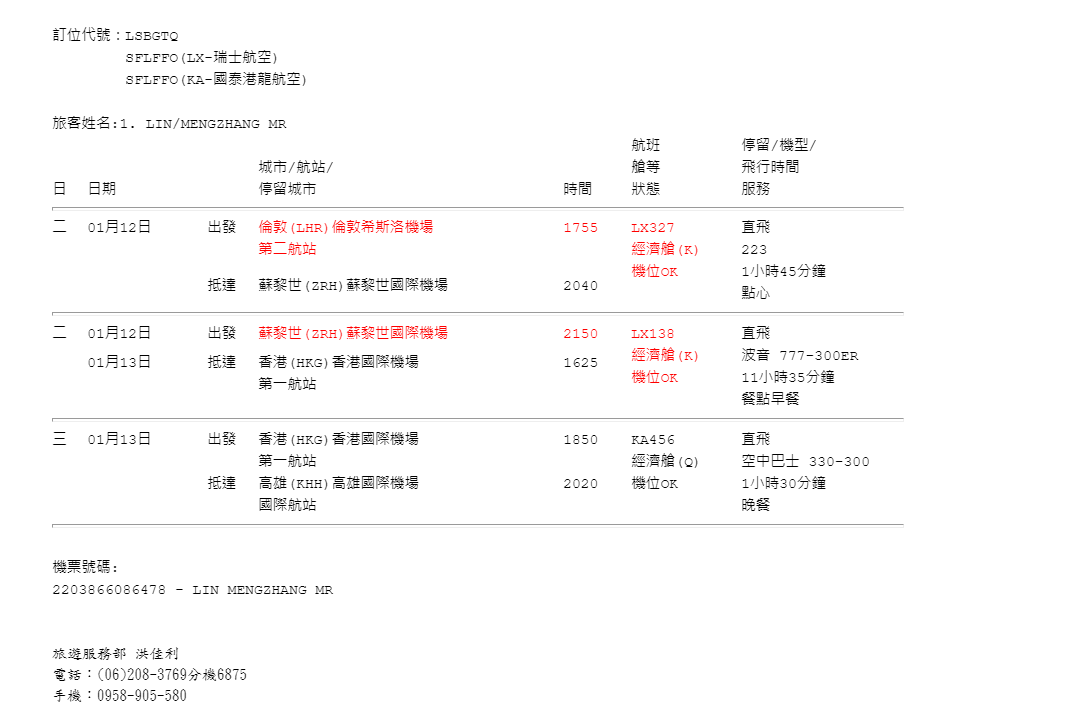 訂位代號：LSBGTQ
SFLFFO(LX-瑞士航空)
SFLFFO(KA-國泰港龍航空)
旅客姓名:1. LIN/MENGZHANG MR
航班 停留/機型/
城市/航站/ 艙等 飛行時間
日 日期 停留城市 時間 狀態 服務
二 01月12日 出發 倫敦(LHR)倫敦希斯洛機場 1755 LX327 直飛
第二航站 經濟艙(K) 223
機位OK 1小時45分鐘
抵達 蘇黎世(ZRH)蘇黎世國際機場 2040
點心
二 01月12日 出發 蘇黎世(ZRH)蘇黎世國際機場 2150 LX138 直飛
經濟艙(K) 波音 777-300ER
01月13日 抵達 香港(HKG)香港國際機場 1625
第一航站 機位OK 11小時35分鐘
餐點早餐
三 01月13日 出發 香港(HKG)香港國際機場 1850 KA456 直飛
第一航站 經濟艙(Q) 空中巴士 330-300
抵達 高雄(KHH)高雄國際機場 2020 機位OK 1小時30分鐘
國際航站 晚餐
機票號碼:
2203866086478 - LIN MENGZHANG MR
旅遊服務部 洪佳利
電話：(06)208-3769分機6875
手機：0958-905-580